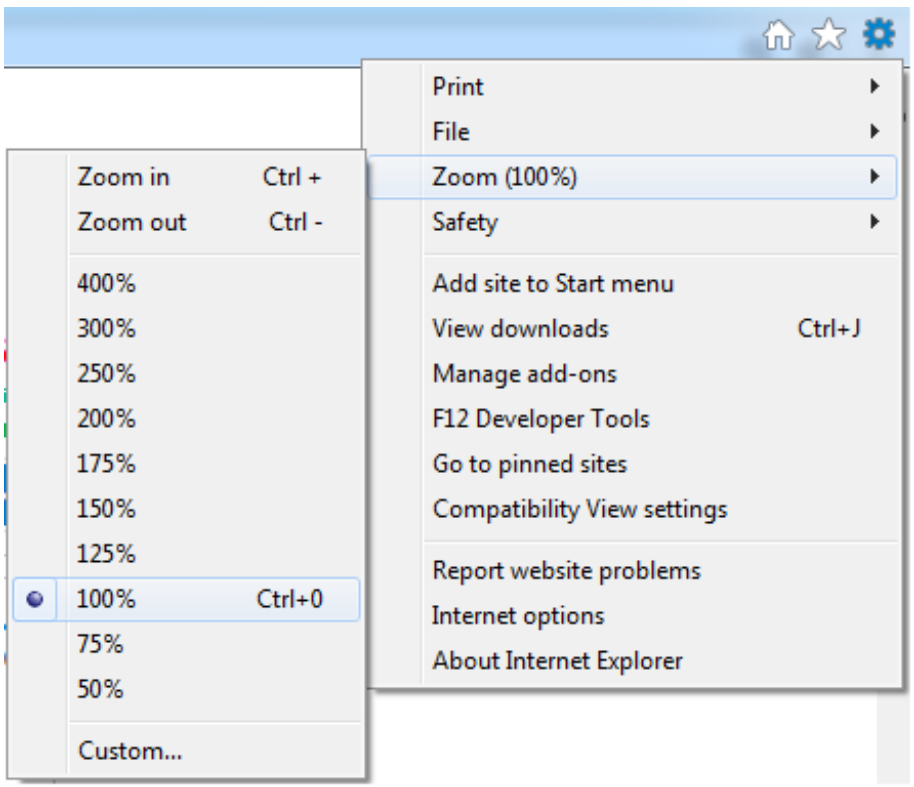 Print
File
Zoom (100%)
Safety
Add site to Start menu
View downloads Ctrl+J
Manage add-ons
F12 Developer Tools
Go to pinned sites
Compatibility View settings
Report website problems
Internet options
About Internet Explorer
Zoom in Ctrl +
Zoom out Ctrl -
400%
300%
250%
200%
175%
150%
125%
100% Ctrl+0
75%
50%
Custom...